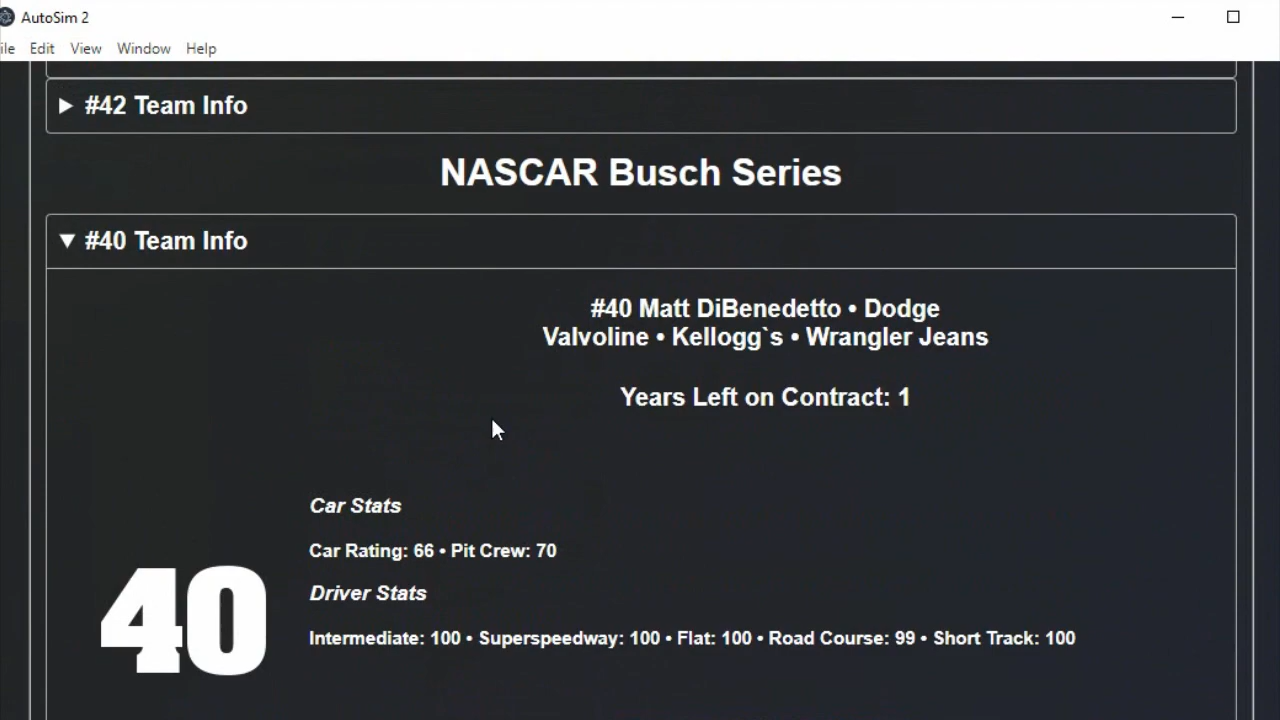 AutoSim 2
ile Edit View Window Help
#42 Team Info
NASCAR Busch Series
#40 Team Info
#40 Matt DiBenedetto • Dodge
Valvoline • Kellogg`s • Wrangler Jeans
Years Left on Contract: 1
Car Stats
Car Rating: 66 • Pit Crew: 70
Driver Stats
40
Intermediate: 100 • Superspeedway: 100 • Flat: 100 • Road Course: 99 • Short Track: 100